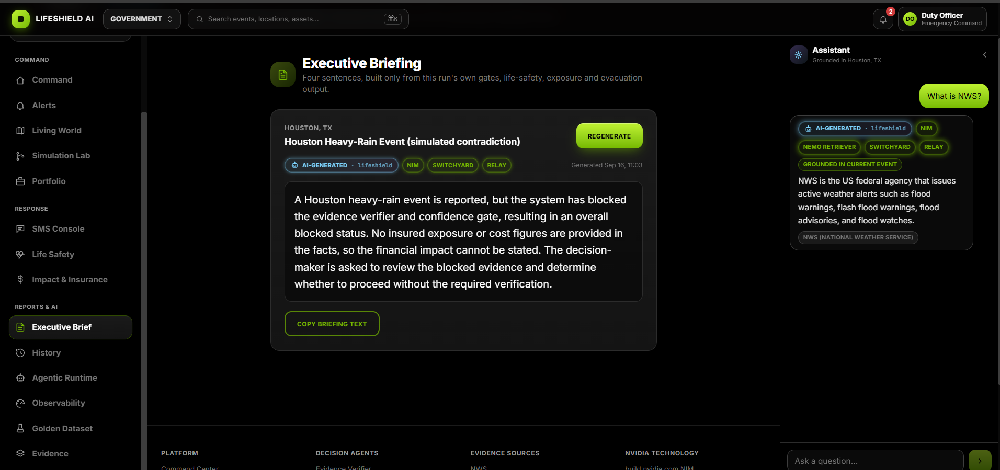 LIFESHIELD AI
GOVERNMENT
Search events, locations, assets...
⌘K
2
DO
Duty Officer
Emergency Command
COMMAND
Command
Alerts
Living World
Simulation Lab
Portfolio
RESPONSE
SMS Console
Life Safety
Impact & Insurance
REPORTS & AI
Executive Brief
History
Agentic Runtime
Observability
Golden Dataset
Evidence
Executive Briefing
Four sentences, built only from this run's own gates, life-safety, exposure and evacuation
output.
HOUSTON, TX
Houston Heavy-Rain Event (simulated contradiction)
REGENERATE
AI-GENERATED · lifeshield
NIM
SWITCHYARD
RELAY
Generated Sep 16, 11:03
A Houston heavy-rain event is reported, but the system has blocked
the evidence verifier and confidence gate, resulting in an overall
blocked status. No insured exposure or cost figures are provided in
the facts, so the financial impact cannot be stated. The decision-
maker is asked to review the blocked evidence and determine
whether to proceed without the required verification.
COPY BRIEFING TEXT
PLATFORM
Command Center
DECISION AGENTS
Evidence Verifier
EVIDENCE SOURCES
NWS
NVIDIA TECHNOLOGY
build.nvidia.com NIM
Assistant
Grounded in Houston, TX
What is NWS?
AI-GENERATED · lifeshield
NIM
NEMO RETRIEVER
SWITCHYARD
RELAY
GROUNDED IN CURRENT EVENT
NWS is the US federal agency that issues
active weather alerts such as flood
warnings, flash flood warnings, flood
advisories, and flood watches.
NWS (NATIONAL WEATHER SERVICE)
Ask a question...